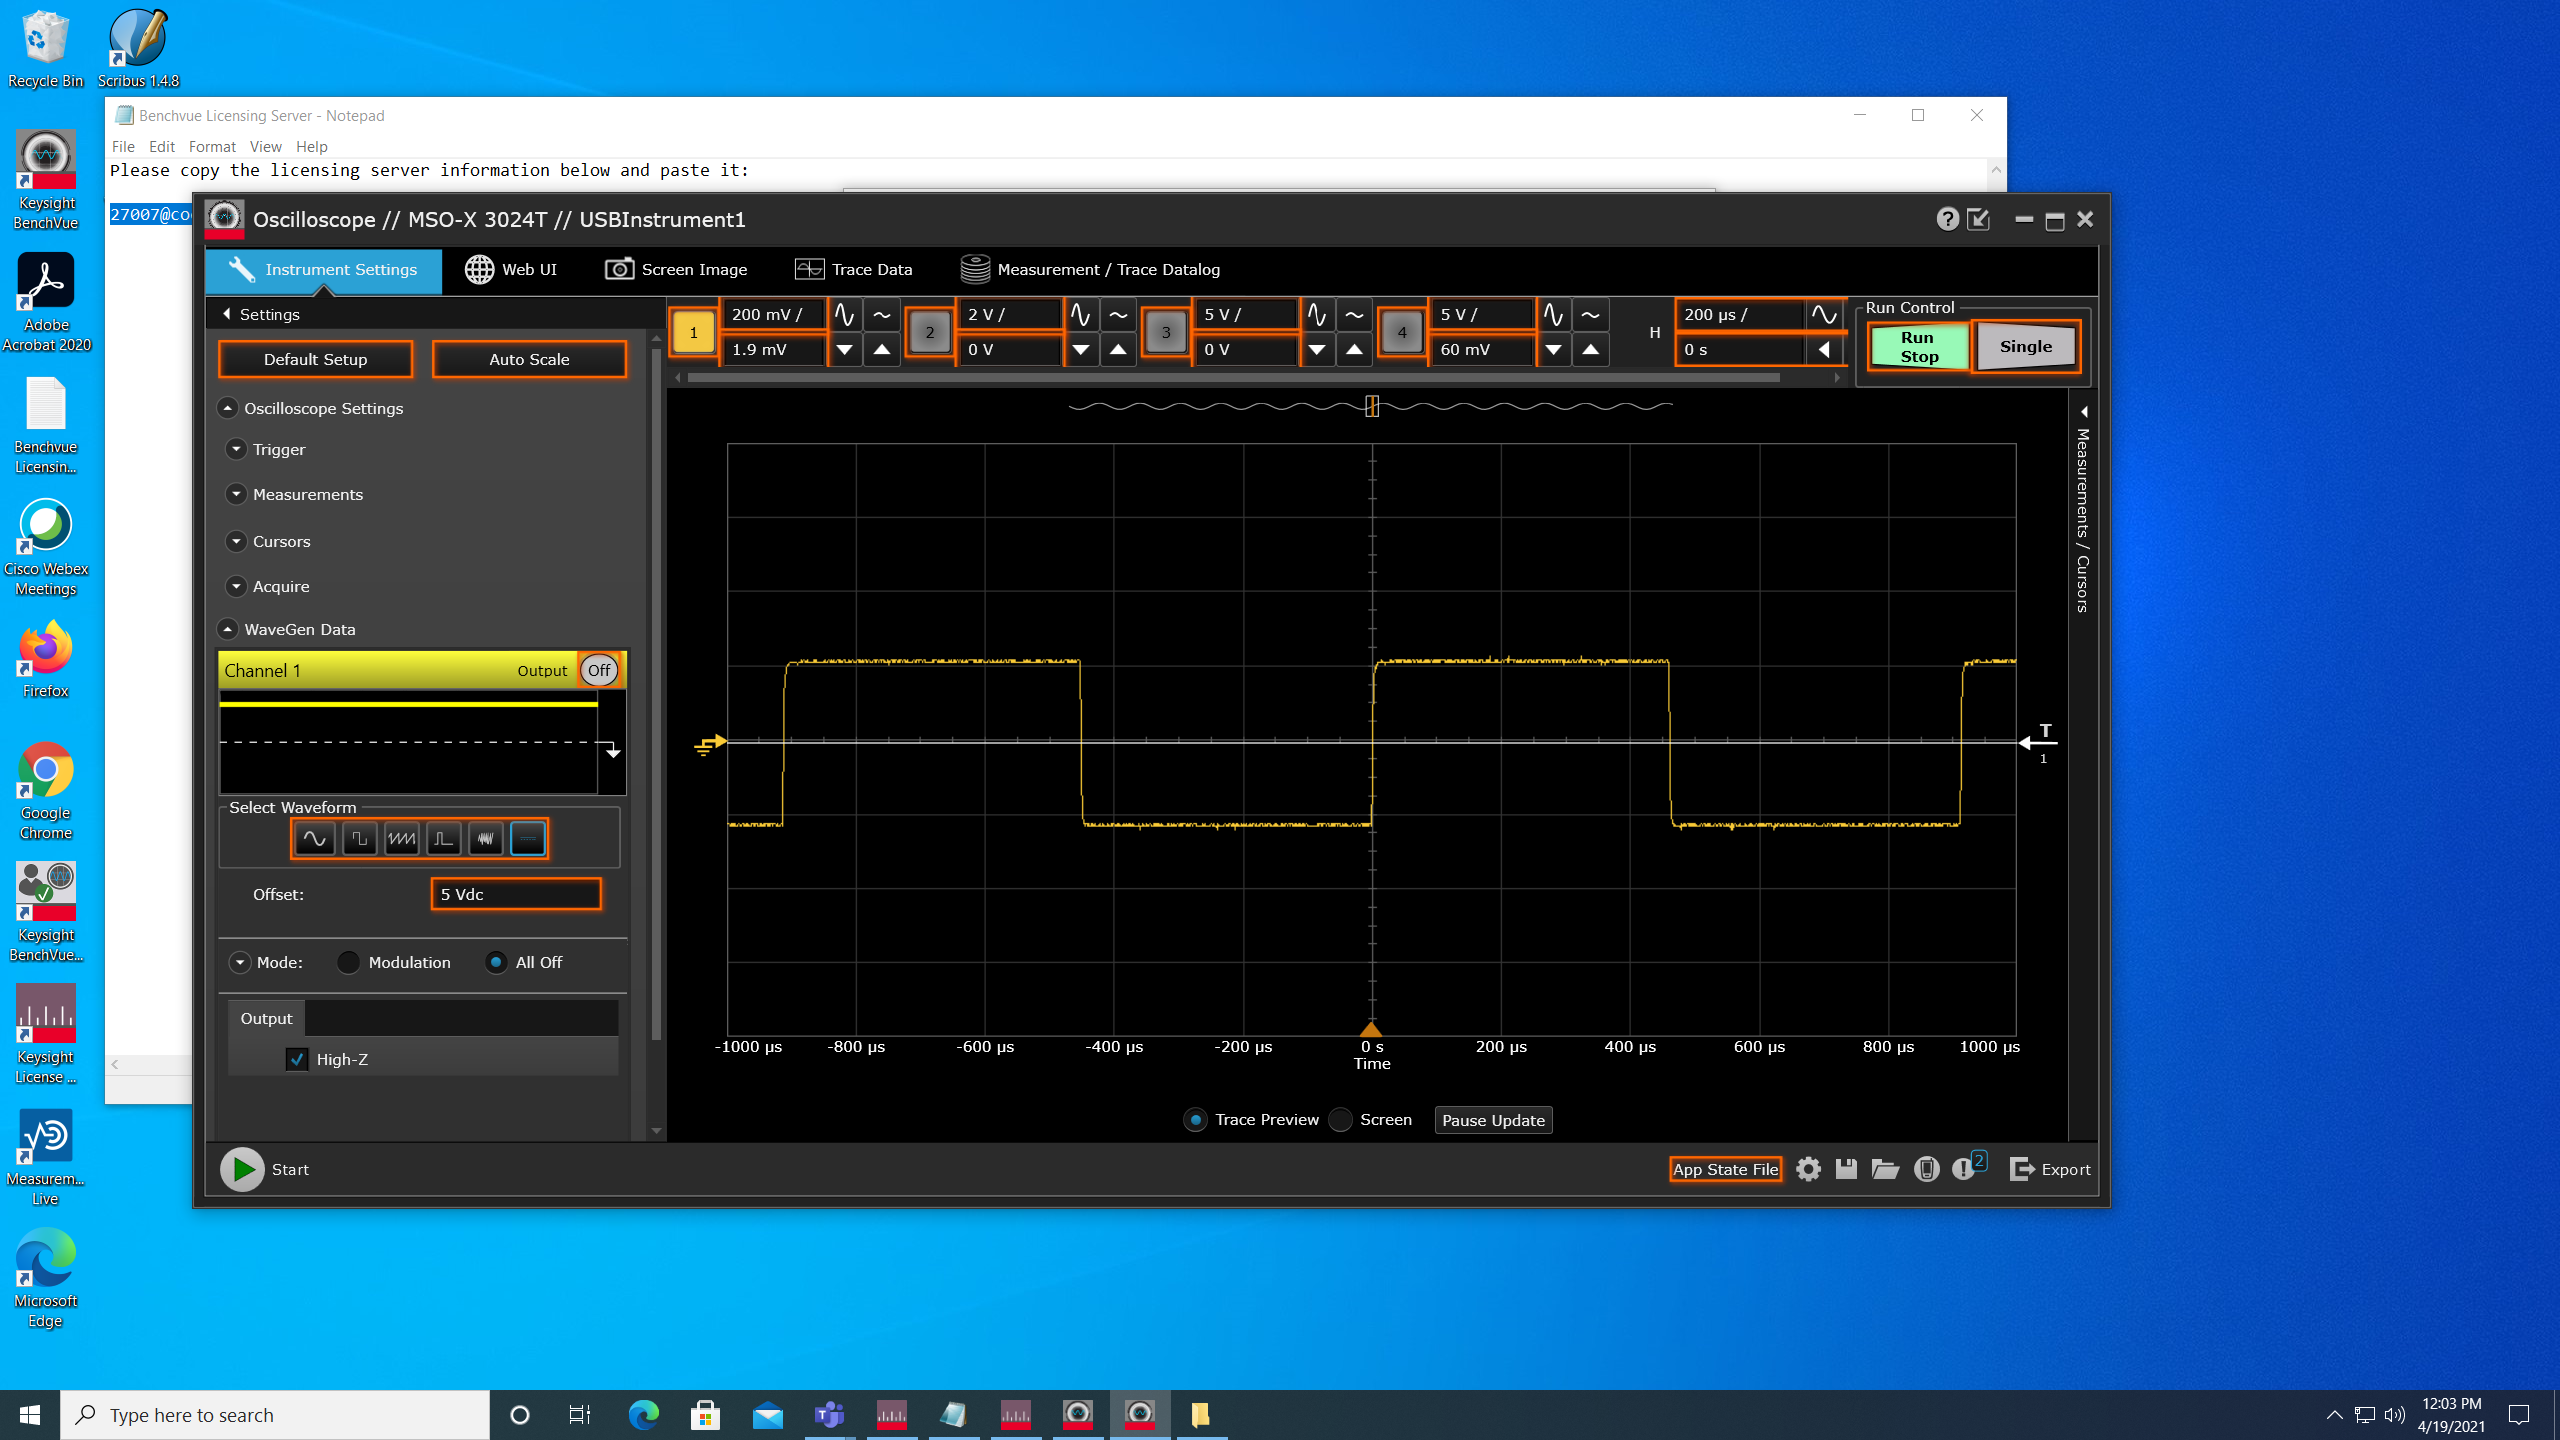 Recycle Bin
Scribus 1.4.8
Keysight
BenchVue
Adobe
Acrobat 2020
Benchvue
Licensin...
Cisco Webex
Meetings
Firefox
Google
Chrome
Keysight
BenchVue...
Keysight
License ...
Measurem...
Live
Microsoft
Edge
Benchvue Licensing Server - Notepad
File Edit Format View Help
Please copy the licensing server information below and paste it:
27007@co
Oscilloscope // MSO-X 3024T // USBInstrument1
Instrument Settings
Web UI
Screen Image
Trace Data
Measurement / Trace Datalog
Settings
Default Setup
Auto Scale
Oscilloscope Settings
Trigger
Measurements
Cursors
Acquire
WaveGen Data
Channel 1
Output
Off
Select Waveform
Offset:
5 Vdc
Mode:
Modulation
All Off
Output
High-Z
1
200 mV /
1.9 mV
2
2 V /
0 V
3
5 V /
0 V
4
5 V /
60 mV
H
200 µs /
0 s
Run Control
Run
Stop
Single
Measurements / Cursors
T
1
-1000 µs
-800 µs
-600 µs
-400 µs
-200 µs
0 s
200 µs
400 µs
600 µs
800 µs
1000 µs
Time
Trace Preview
Screen
Pause Update
Start
App State File
2
Export
Type here to search
12:03 PM
4/19/2021